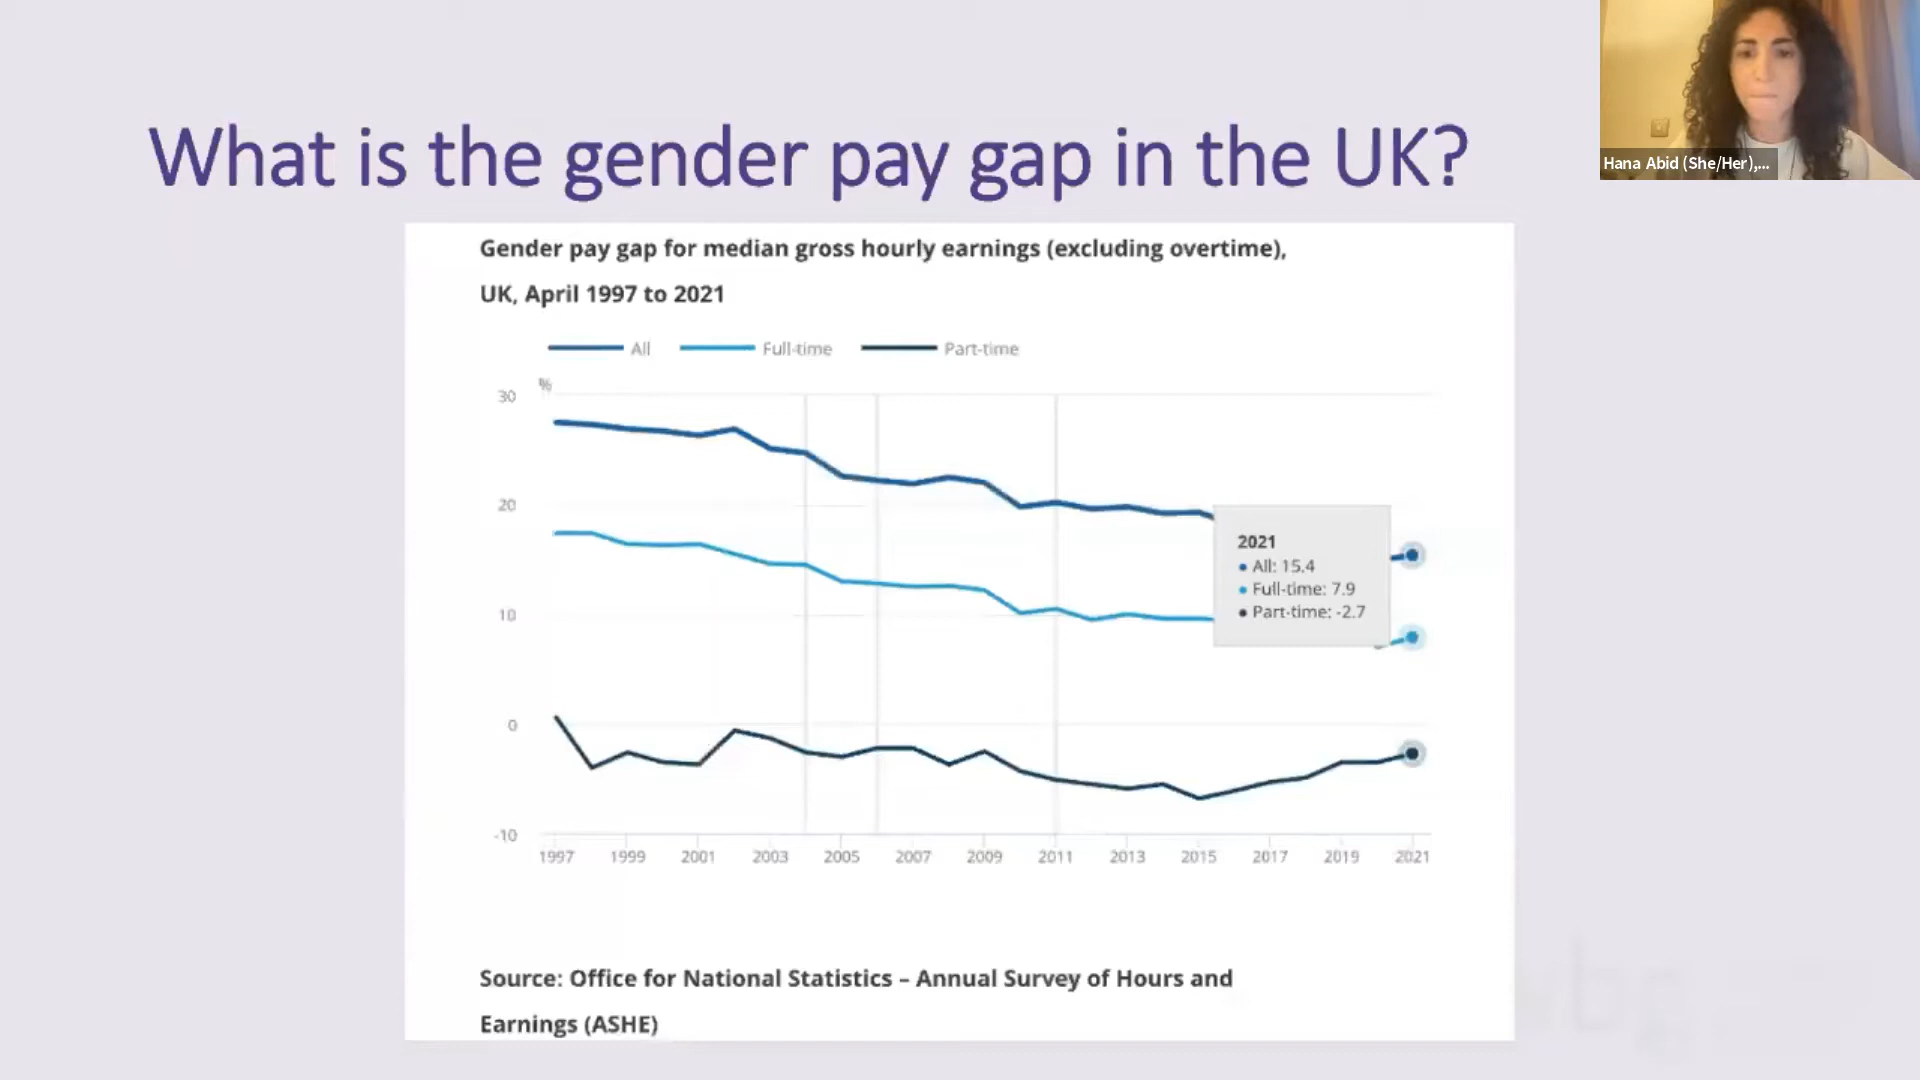 What is the gender pay gap in the UK?
Hana Abid (She/Her),...
Gender pay gap for median gross hourly earnings (excluding overtime),
UK, April 1997 to 2021
All Full-time Part-time
%
30
20
10
0
-10
2021
All: 15.4
Full-time: 7.9
Part-time: -2.7
1997 1999 2001 2003 2005 2007 2009 2011 2013 2015 2017 2019 2021
Source: Office for National Statistics – Annual Survey of Hours and
Earnings (ASHE)